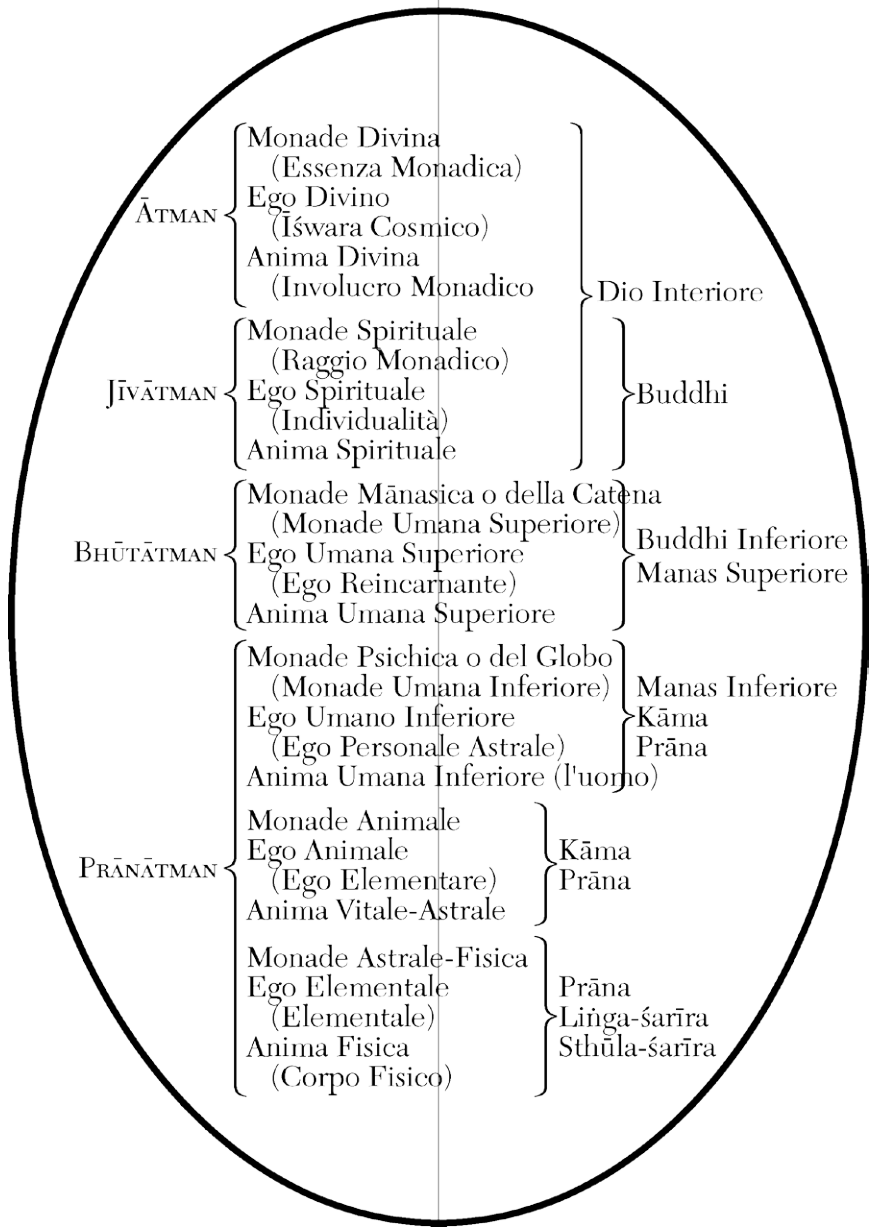 ĀTMAN
Monade Divina
(Essenza Monadica)
Ego Divino
(Īśwara Cosmico)
Anima Divina
(Involucro Monadico
Dio Interiore
JĪVĀTMAN
Monade Spirituale
(Raggio Monadico)
Ego Spirituale
(Individualità)
Anima Spirituale
Buddhi
BHŪTĀTMAN
Monade Mānasica o della Catena
(Monade Umana Superiore)
Ego Umana Superiore
(Ego Reincarnante)
Anima Umana Superiore
Buddhi Inferiore
Manas Superiore
PRĀNĀTMAN
Monade Psichica o del Globo
(Monade Umana Inferiore)
Ego Umano Inferiore
(Ego Personale Astrale)
Anima Umana Inferiore (l'uomo)
Manas Inferiore
Kāma
Prāna
Monade Animale
Ego Animale
(Ego Elementare)
Anima Vitale-Astrale
Kāma
Prāna
Monade Astrale-Fisica
Ego Elementale
(Elementale)
Anima Fisica
(Corpo Fisico)
Prāna
Liṅga-śarīra
Sthūla-śarīra